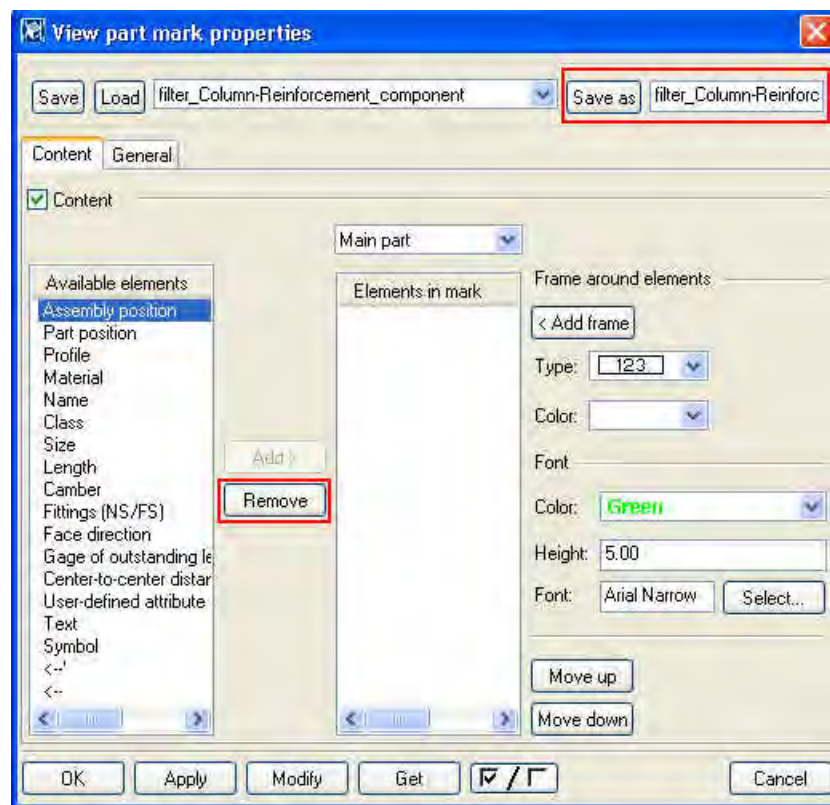 View part mark properties
Save Load filter_Column-Reinforcement_component Save as filter_Column-Reinforc
Content General
Content
Main part
Available elements
Assembly position
Part position
Profile
Material
Name
Class
Size
Length
Camber
Fittings (NS/FS)
Face direction
Gage of outstanding le
Center-to-center distar
User-defined attribute
Text
Symbol
<--'
<--
Add >
Remove
Elements in mark
Frame around elements
< Add frame
Type: 123
Color:
Font
Color: Green
Height: 5.00
Font: Arial Narrow Select...
Move up
Move down
OK Apply Modify Get / Cancel